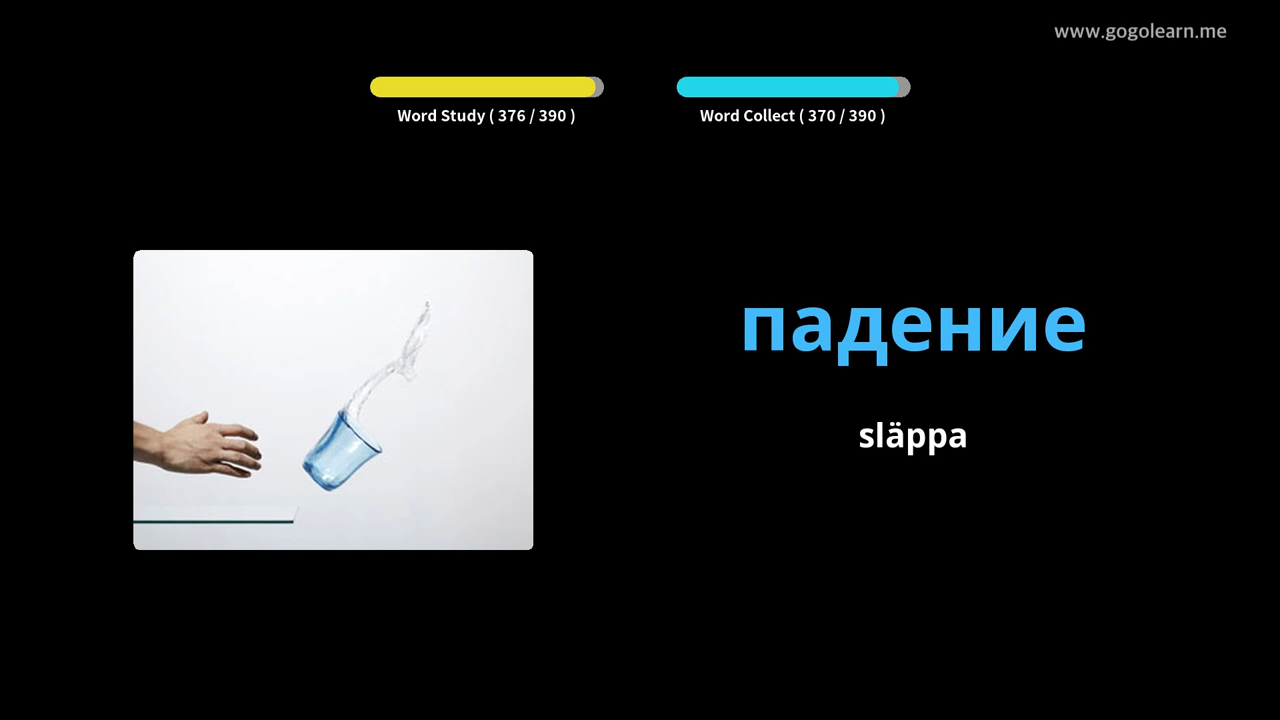 www.gogolearn.me
Word Study ( 376 / 390 )
Word Collect ( 370 / 390 )
падение
släppa